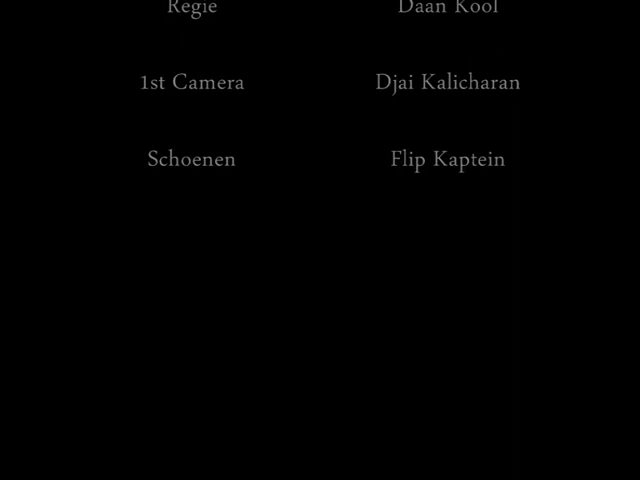 Regie Daan Kool
1st Camera Djai Kalicharan
Schoenen Flip Kaptein